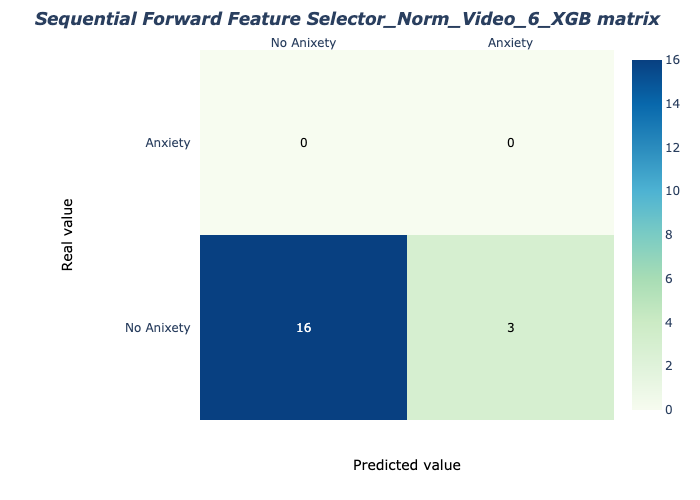 Sequential Forward Feature Selector_Norm_Video_6_XGB matrix
No Anixety
Anxiety
16
14
12
10
8
6
4
2
0
Anxiety
0
0
Real value
No Anixety
16
3
Predicted value